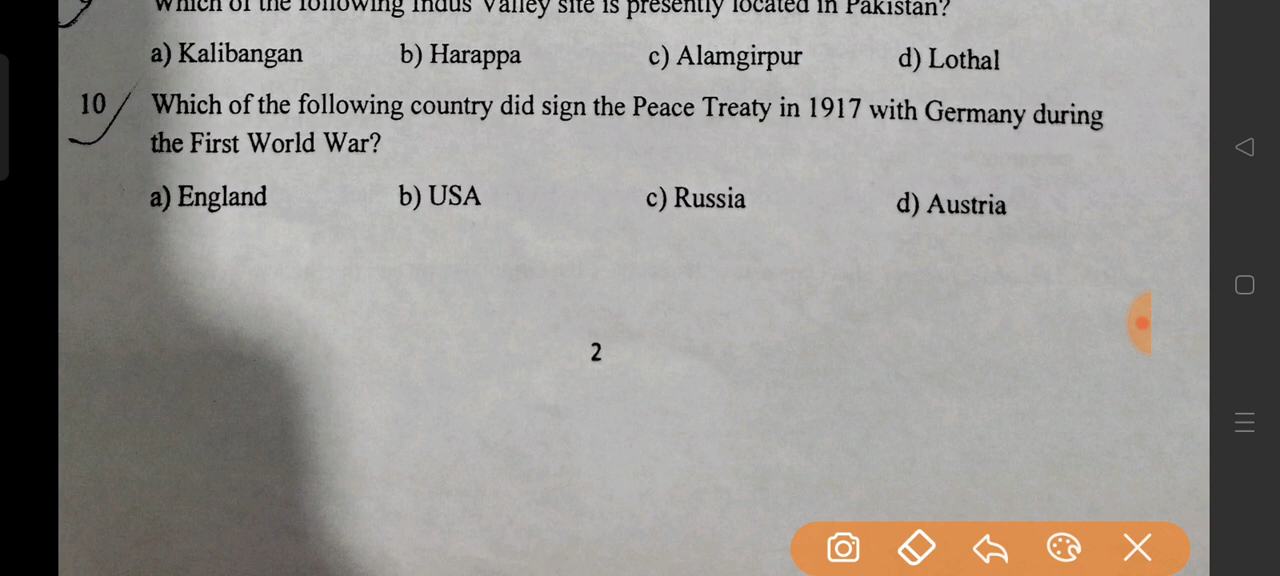 Which of the following Indus Valley site is presently located in Pakistan?
a) Kalibangan b) Harappa c) Alamgirpur d) Lothal
10 Which of the following country did sign the Peace Treaty in 1917 with Germany during
the First World War?
a) England b) USA c) Russia d) Austria
2